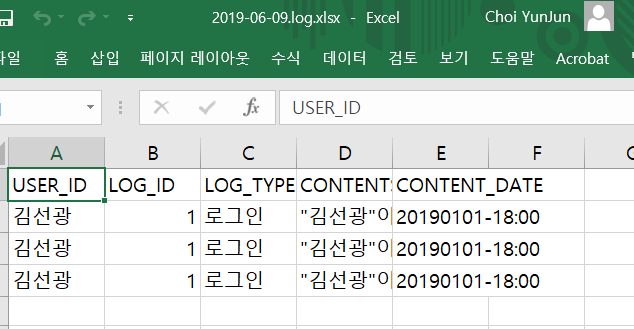 2019-06-09.log.xlsx - Excel Choi YunJun
파일 홈 삽입 페이지 레이아웃 수식 데이터 검토 보기 도움말 Acrobat
USER_ID
A B C D E F
USER_ID LOG_ID LOG_TYPE CONTENTS CONTENT_DATE
김선광 1 로그인 "김선광"이 20190101-18:00
김선광 1 로그인 "김선광"이 20190101-18:00
김선광 1 로그인 "김선광"이 20190101-18:00